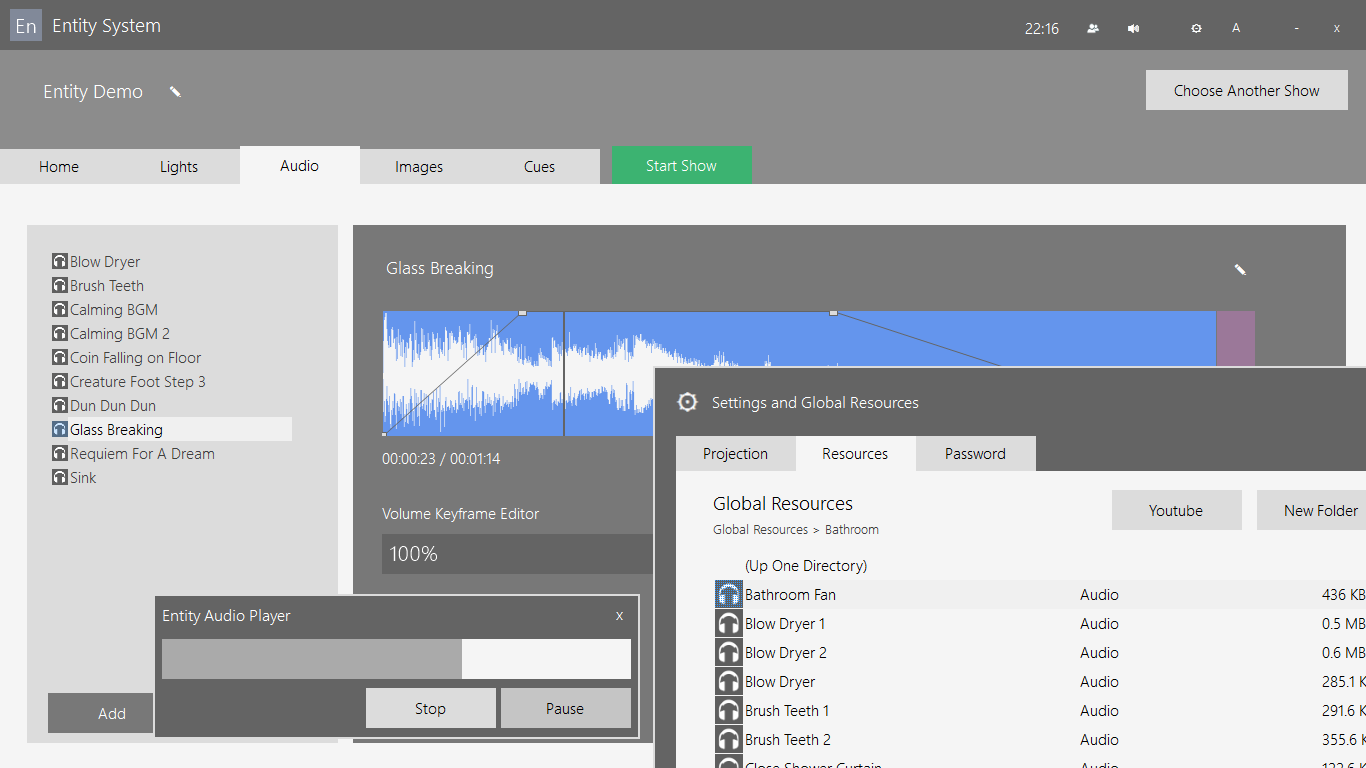 En Entity System 22:16 A - x
Entity Demo
Choose Another Show
Home Lights Audio Images Cues Start Show
Blow Dryer
Brush Teeth
Calming BGM
Calming BGM 2
Coin Falling on Floor
Creature Foot Step 3
Dun Dun Dun
Glass Breaking
Requiem For A Dream
Sink
Add
Glass Breaking
00:00:23 / 00:01:14
Volume Keyframe Editor
100%
Entity Audio Player x
Stop Pause
Settings and Global Resources
Projection Resources Password
Global Resources
Youtube New Folder
Global Resources > Bathroom
(Up One Directory)
Bathroom Fan Audio 436 KB
Blow Dryer 1 Audio 0.5 MB
Blow Dryer 2 Audio 0.6 MB
Blow Dryer Audio 285.1 K
Brush Teeth 1 Audio 291.6 K
Brush Teeth 2 Audio 355.6 K
Close Shower Curtain Audio